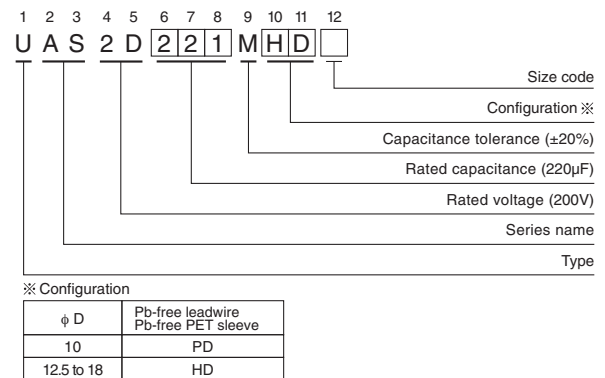 1 2 3 4 5 6 7 8 9 10 11 12
U A S 2 D 2 2 1 M H D
Size code
Configuration ※
Capacitance tolerance (±20%)
Rated capacitance (220µF)
Rated voltage (200V)
Series name
Type
※ Configuration
ϕ D
Pb-free leadwire
Pb-free PET sleeve
10 PD
12.5 to 18 HD